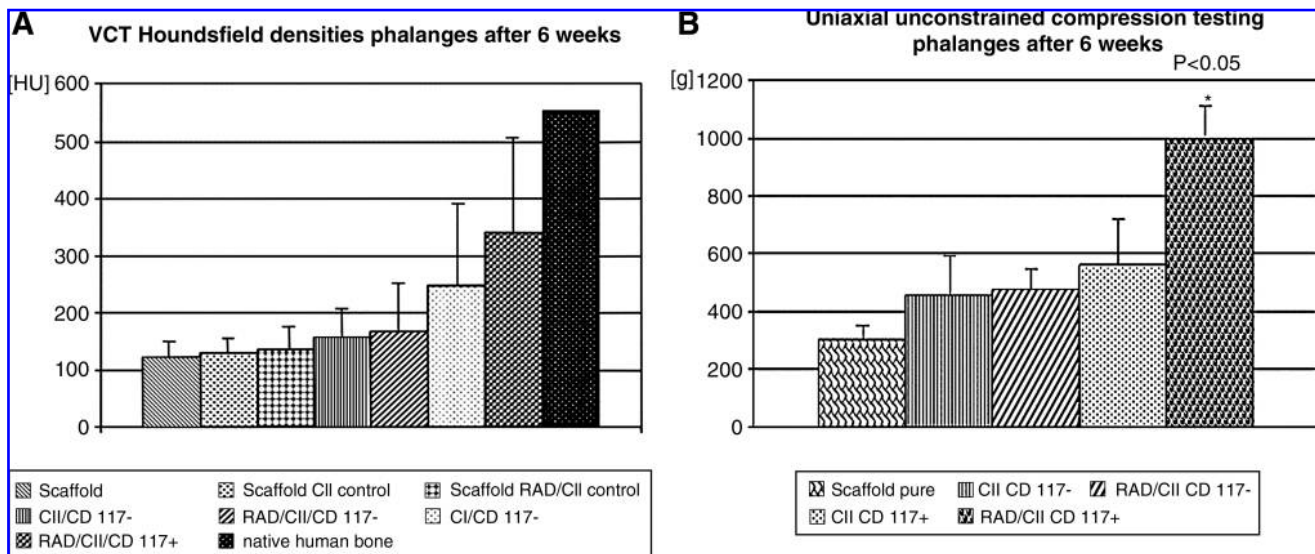 A
VCT Houndsfield densities phalanges after 6 weeks
[HU]
600
500
400
300
200
100
0
Scaffold
Scaffold CII control
Scaffold RAD/CII control
CII/CD 117-
RAD/CII/CD 117-
CI/CD 117-
RAD/CII/CD 117+
native human bone
B
Uniaxial unconstrained compression testing
phalanges after 6 weeks
P<0.05
[g]
1200
*
1000
800
600
400
200
0
Scaffold pure
CII CD 117-
RAD/CII CD 117-
CII CD 117+
RAD/CII CD 117+